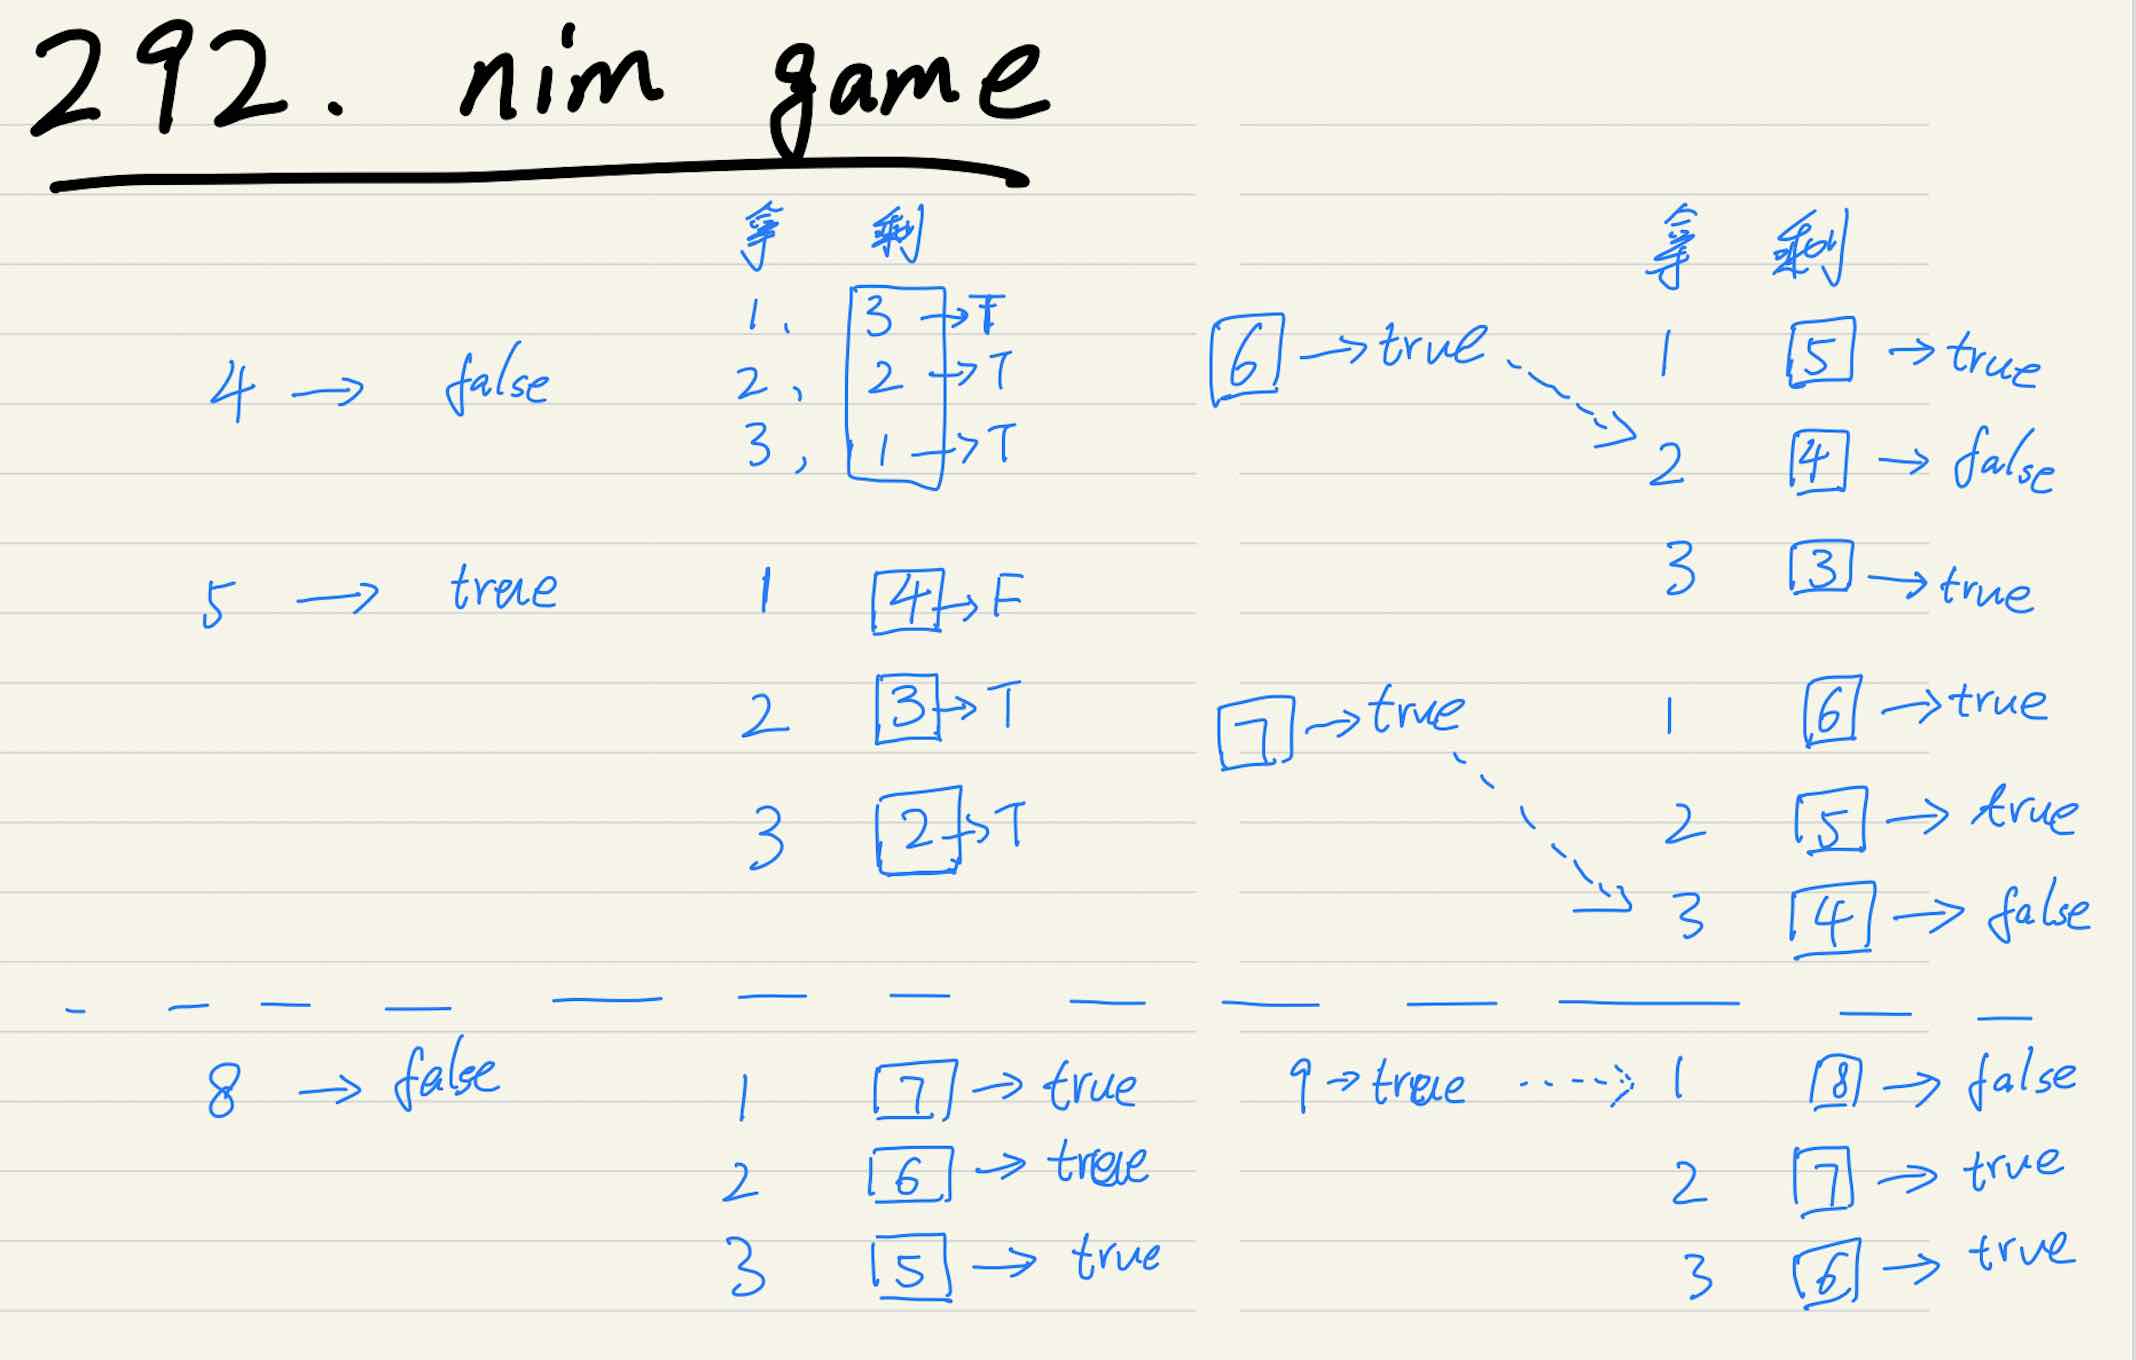 292. nim game
拿 剩
1, 3 → T
4 → false 2, 2 → T
3, 1 → T
5 → true 1 4 → F
2 3 → T
3 2 → T
拿 剩
6 → true 1 5 → true
2 4 → false
3 3 → true
7 → true 1 6 → true
2 5 → true
3 4 → false
8 → false 1 7 → true
2 6 → true
3 5 → true
9 → true 1 8 → false
2 7 → true
3 6 → true